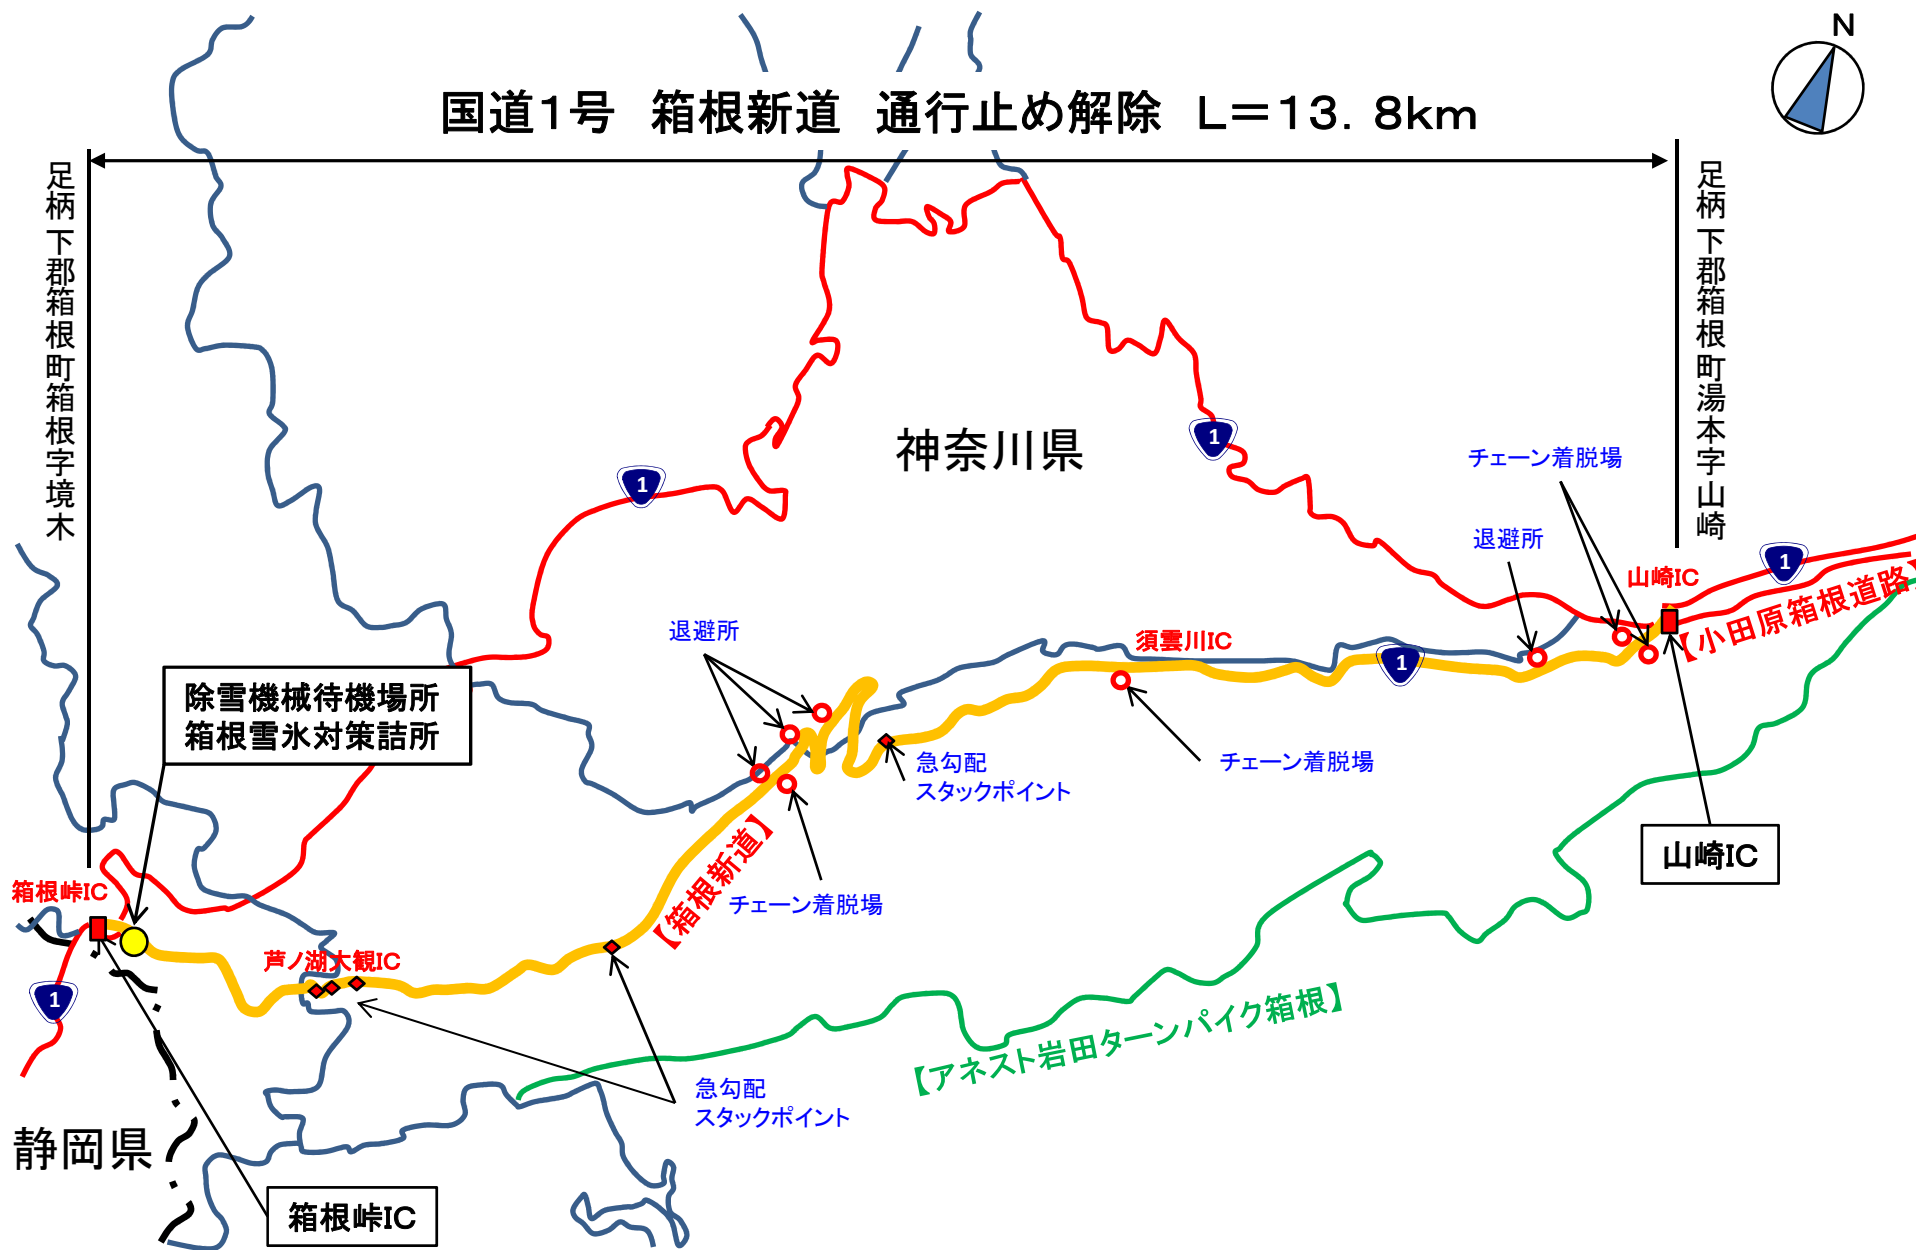 N
国道1号 箱根新道 通行止め解除 L=13.8km
足柄下郡箱根町箱根字境木
足柄下郡箱根町湯本字山崎
神奈川県
1
1
チェーン着脱場
退避所
山崎IC
1
【小田原箱根道路】
退避所
須雲川IC
1
除雪機械待機場所
箱根雪氷対策詰所
急勾配
スタックポイント
チェーン着脱場
山崎IC
【箱根新道】
チェーン着脱場
箱根峠IC
芦ノ湖大観IC
1
【アネスト岩田ターンパイク箱根】
急勾配
スタックポイント
静岡県
箱根峠IC